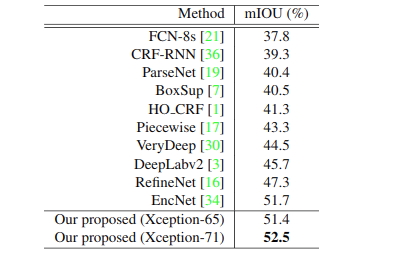 Method mIOU (%)
FCN-8s [21] 37.8
CRF-RNN [36] 39.3
ParseNet [19] 40.4
BoxSup [7] 40.5
HO_CRF [1] 41.3
Piecewise [17] 43.3
VeryDeep [30] 44.5
DeepLabv2 [3] 45.7
RefineNet [16] 47.3
EncNet [34] 51.7
Our proposed (Xception-65) 51.4
Our proposed (Xception-71) 52.5